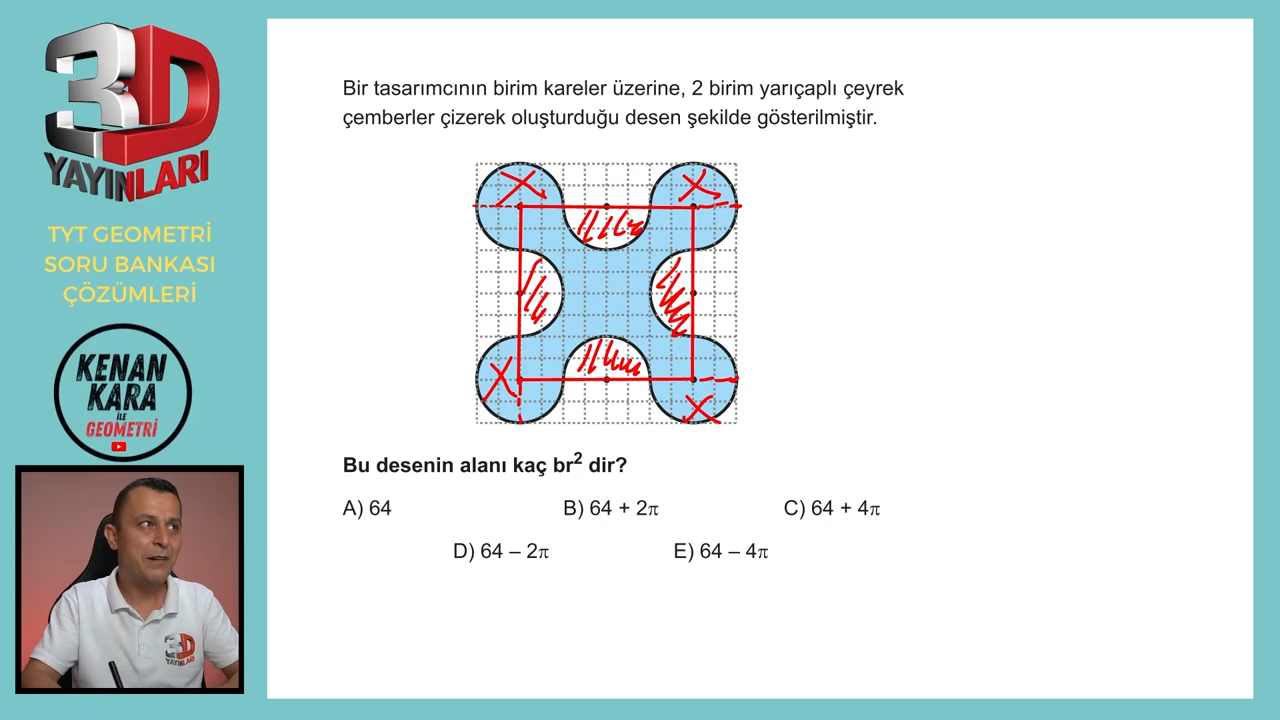 3D
YAYINLARI
TYT GEOMETRİ
SORU BANKASI
ÇÖZÜMLERİ
KENAN
KARA
İLE
GEOMETRİ
3D
YAYINLARI
Bir tasarımcının birim kareler üzerine, 2 birim yarıçaplı çeyrek
çemberler çizerek oluşturduğu desen şekilde gösterilmiştir.
Bu desenin alanı kaç br² dir?
A) 64
B) 64 + 2π
C) 64 + 4π
D) 64 – 2π
E) 64 – 4π